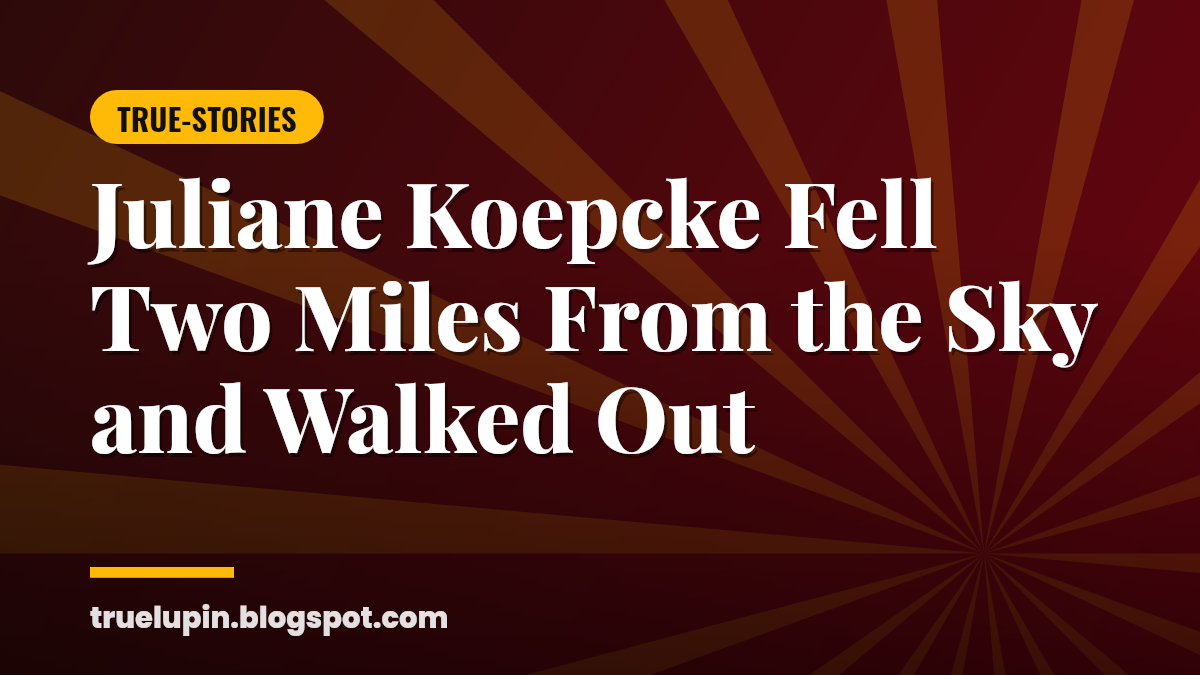 TRUE-STORIES
Juliane Koepcke Fell
Two Miles From the Sky
and Walked Out
truelupin.blogspot.com